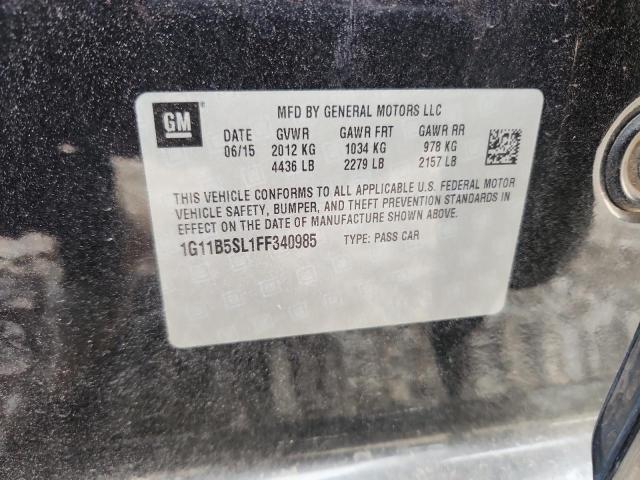 GM
MFD BY GENERAL MOTORS LLC
DATE GVWR GAWR FRT GAWR RR
06/15 2012 KG 1034 KG 978 KG
4436 LB 2279 LB 2157 LB
THIS VEHICLE CONFORMS TO ALL APPLICABLE U.S. FEDERAL MOTOR
VEHICLE SAFETY, BUMPER, AND THEFT PREVENTION STANDARDS IN
EFFECT ON THE DATE OF MANUFACTURE SHOWN ABOVE.
1G11B5SL1FF340985 TYPE: PASS CAR